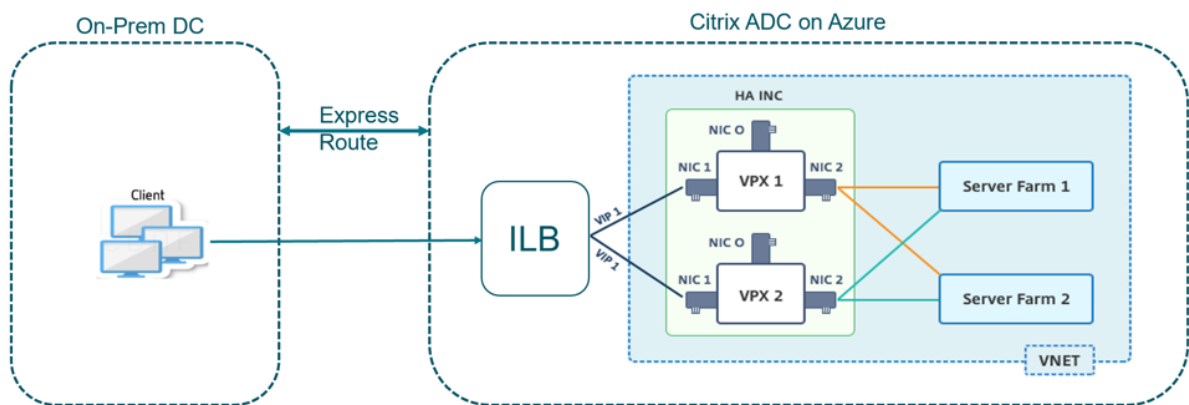 On-Prem DC
Citrix ADC on Azure
Express
Route
Client
ILB
VIP 1
VIP 1
HA INC
NIC O
NIC 1
VPX 1
NIC 2
NIC O
NIC 1
VPX 2
NIC 2
Server Farm 1
Server Farm 2
VNET